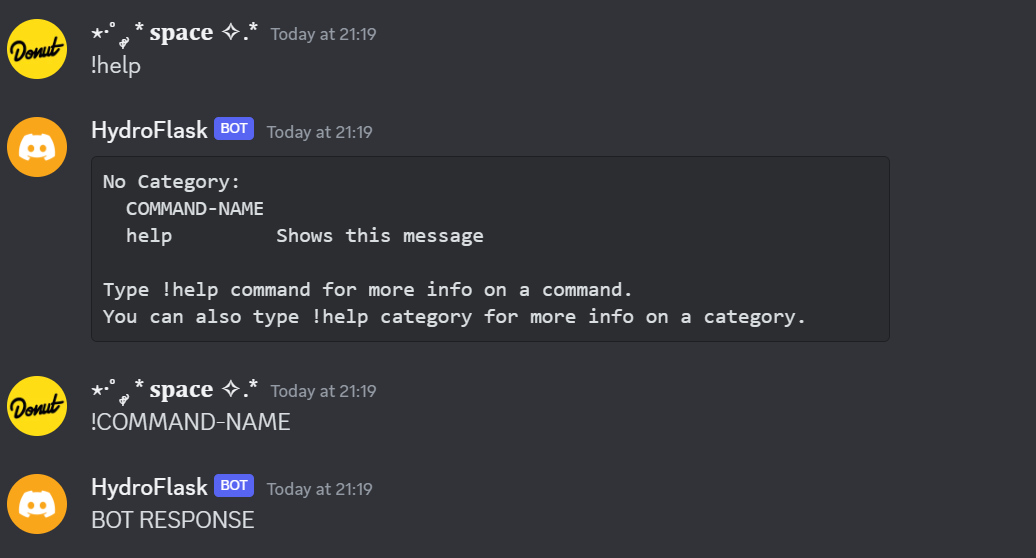 Donut
⋆·˚ ༘ * space ✧.* Today at 21:19
!help
HydroFlask BOT Today at 21:19
No Category:
  COMMAND-NAME
  help         Shows this message
Type !help command for more info on a command.
You can also type !help category for more info on a category.
Donut
⋆·˚ ༘ * space ✧.* Today at 21:19
!COMMAND-NAME
HydroFlask BOT Today at 21:19
BOT RESPONSE